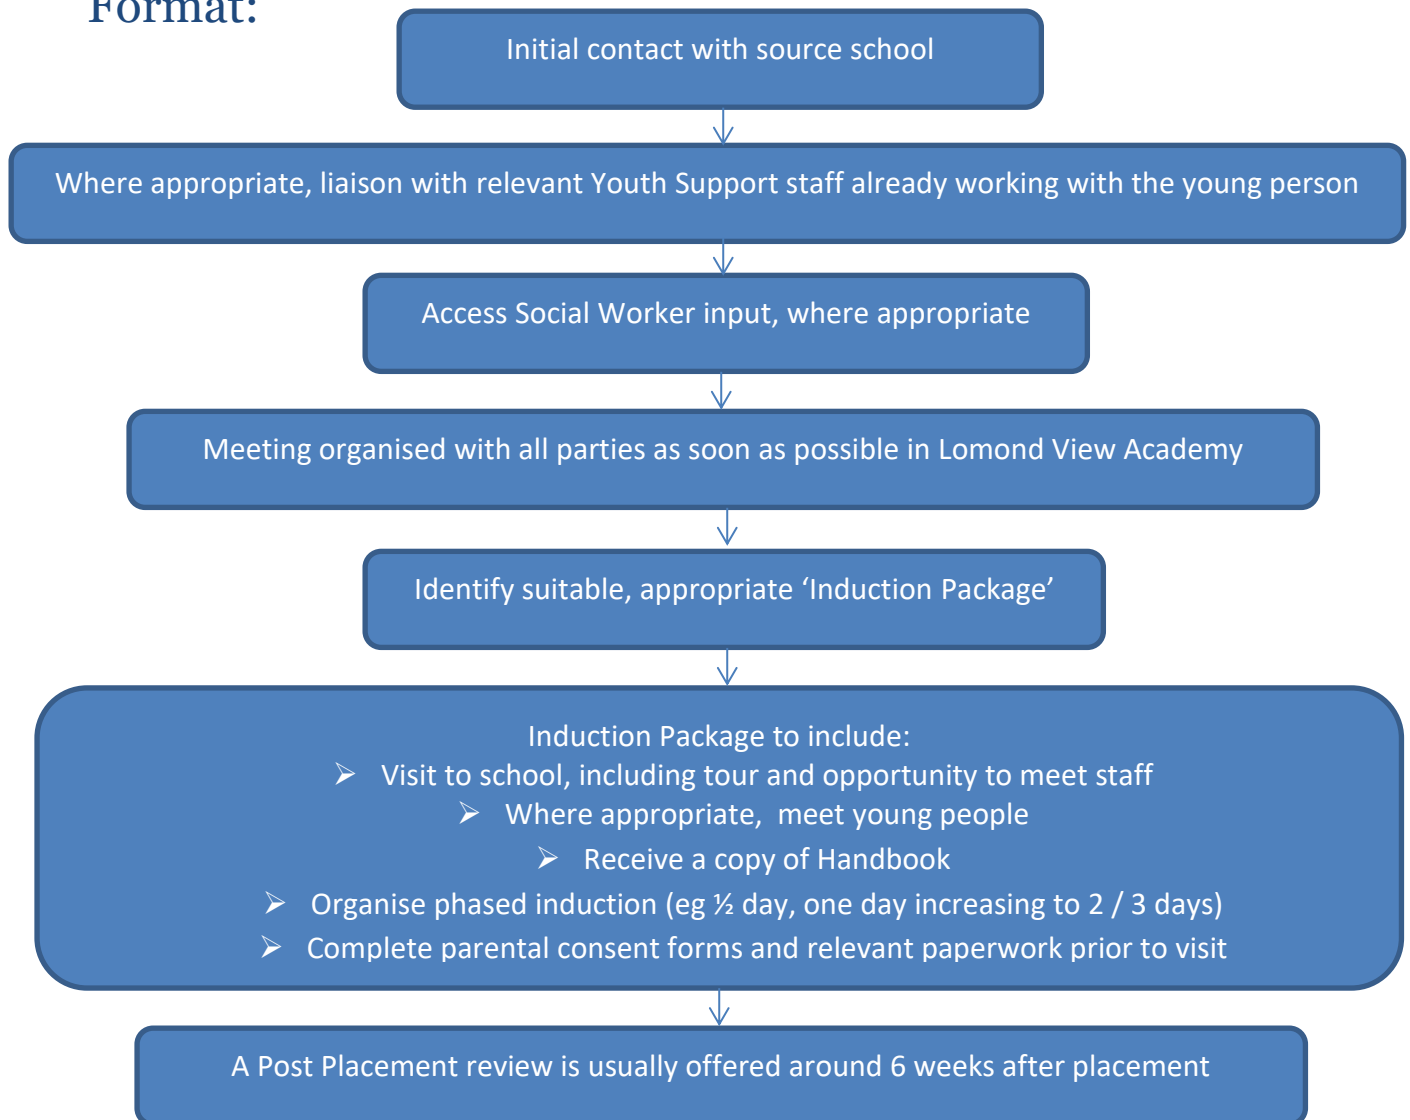 Format:
Initial contact with source school
Where appropriate, liaison with relevant Youth Support staff already working with the young person
Access Social Worker input, where appropriate
Meeting organised with all parties as soon as possible in Lomond View Academy
Identify suitable, appropriate ‘Induction Package’
Induction Package to include:
➢ Visit to school, including tour and opportunity to meet staff
➢ Where appropriate, meet young people
➢ Receive a copy of Handbook
➢ Organise phased induction (eg ½ day, one day increasing to 2 / 3 days)
➢ Complete parental consent forms and relevant paperwork prior to visit
A Post Placement review is usually offered around 6 weeks after placement